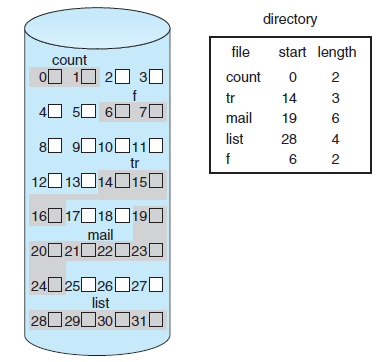 directory
count
0 1 2 3
f
4 5 6 7
8 9 10 11
tr
12 13 14 15
16 17 18 19
mail
20 21 22 23
24 25 26 27
list
28 29 30 31
file start length
count 0 2
tr 14 3
mail 19 6
list 28 4
f 6 2